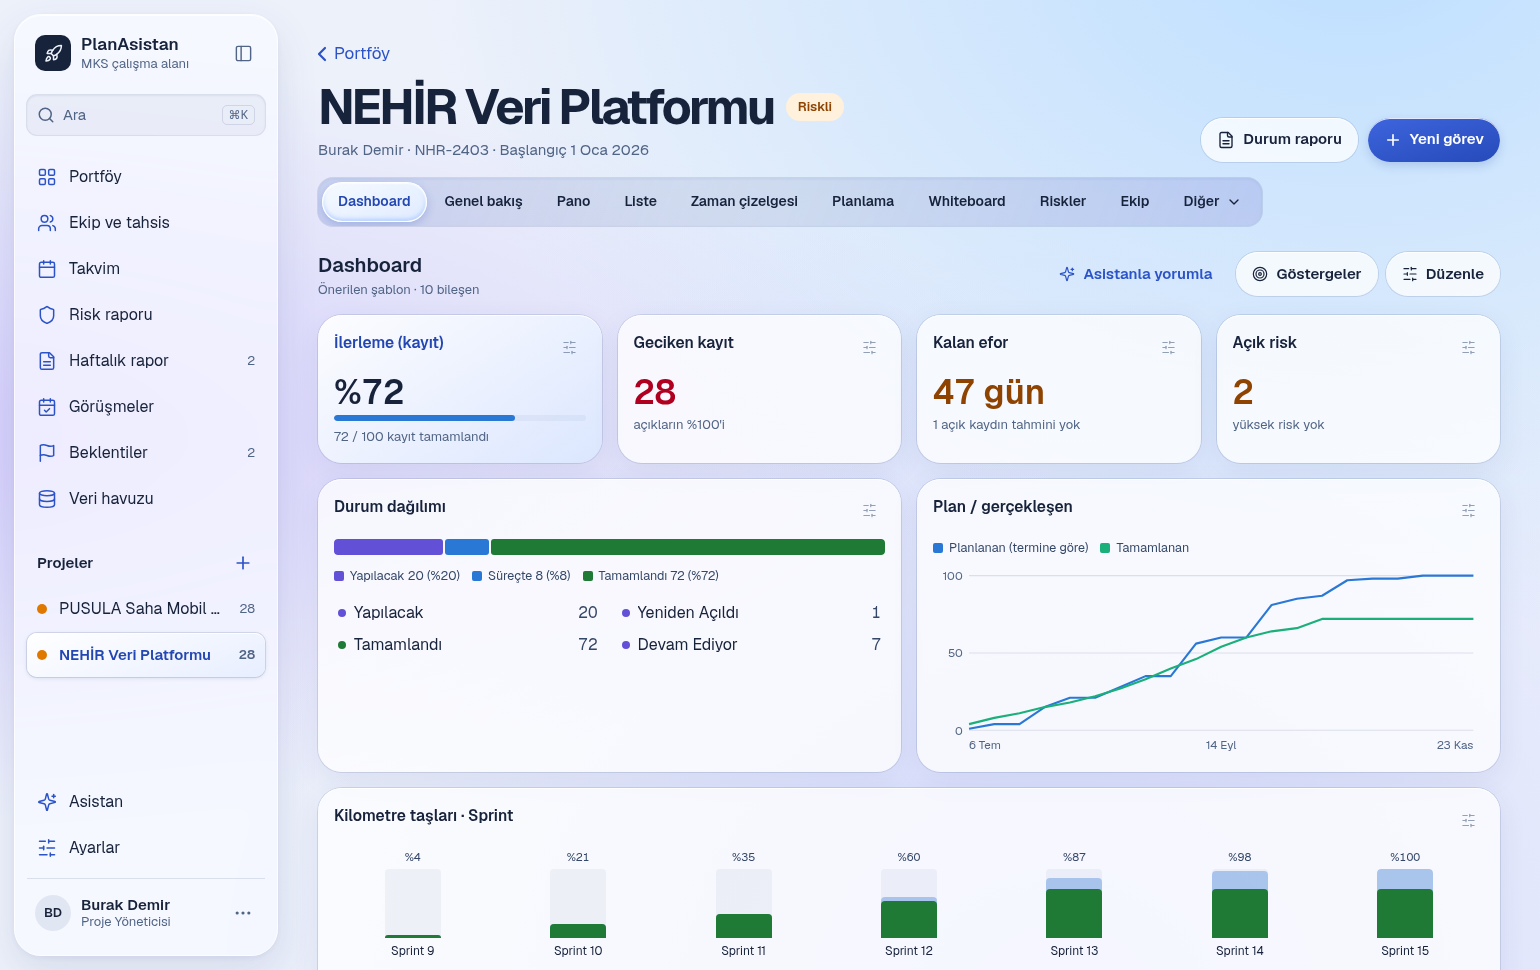 PlanAsistan
MKS çalışma alanı
Ara ⌘K
Portföy
Ekip ve tahsis
Takvim
Risk raporu
Haftalık rapor 2
Görüşmeler
Beklentiler 2
Veri havuzu
Projeler
PUSULA Saha Mobil ... 28
NEHİR Veri Platformu 28
Asistan
Ayarlar
BD
Burak Demir
Proje Yöneticisi
Portföy
NEHİR Veri Platformu Riskli
Burak Demir · NHR-2403 · Başlangıç 1 Oca 2026
Durum raporu Yeni görev
Dashboard Genel bakış Pano Liste Zaman çizelgesi Planlama Whiteboard Riskler Ekip Diğer
Dashboard
Önerilen şablon · 10 bileşen
Asistanla yorumla Göstergeler Düzenle
İlerleme (kayıt)
%72
72 / 100 kayıt tamamlandı
Geciken kayıt
28
açıkların %100'i
Kalan efor
47 gün
1 açık kaydın tahmini yok
Açık risk
2
yüksek risk yok
Durum dağılımı
Yapılacak 20 (%20) Süreçte 8 (%8) Tamamlandı 72 (%72)
Yapılacak 20 Yeniden Açıldı 1
Tamamlandı 72 Devam Ediyor 7
Plan / gerçekleşen
Planlanan (termine göre) Tamamlanan
100
50
0
6 Tem 14 Eyl 23 Kas
Kilometre taşları · Sprint
%4 %21 %35 %60 %87 %98 %100
Sprint 9 Sprint 10 Sprint 11 Sprint 12 Sprint 13 Sprint 14 Sprint 15